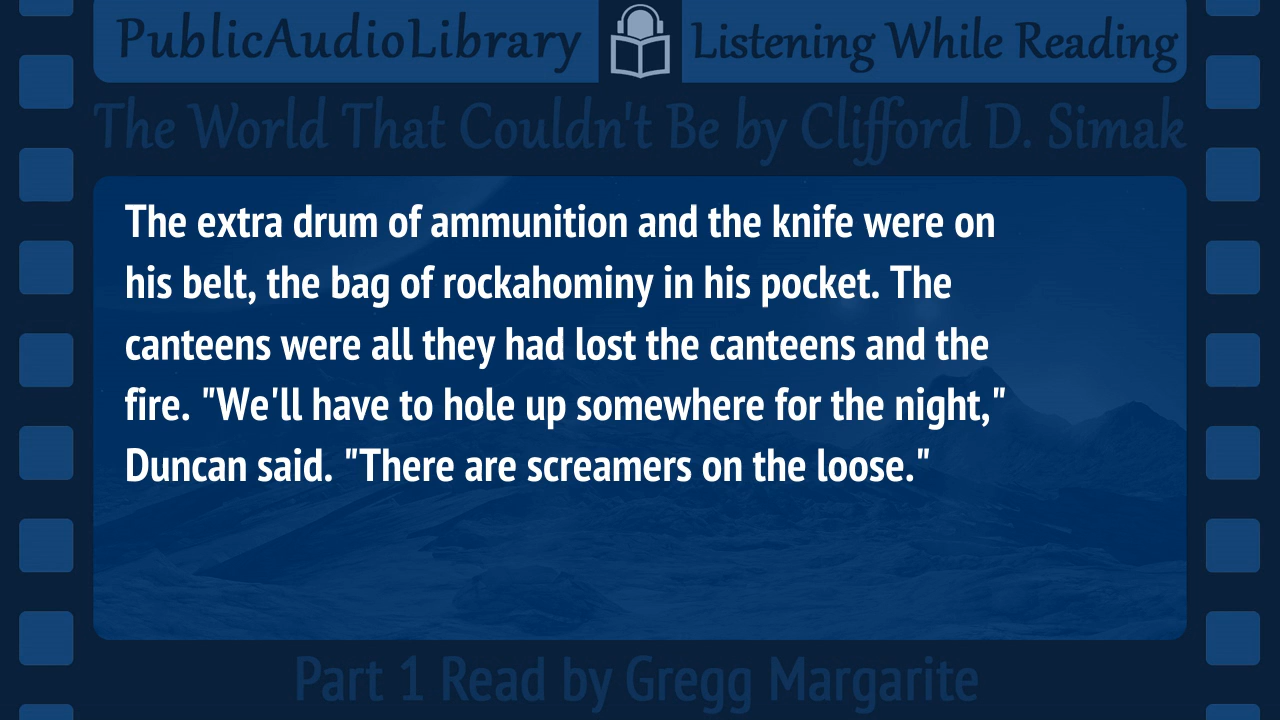 PublicAudioLibrary Listening While Reading
The World That Couldn't Be by Clifford D. Simak
The extra drum of ammunition and the knife were on
his belt, the bag of rockahominy in his pocket. The
canteens were all they had lost the canteens and the
fire. "We'll have to hole up somewhere for the night,"
Duncan said. "There are screamers on the loose."
Part 1 Read by Gregg Margarite